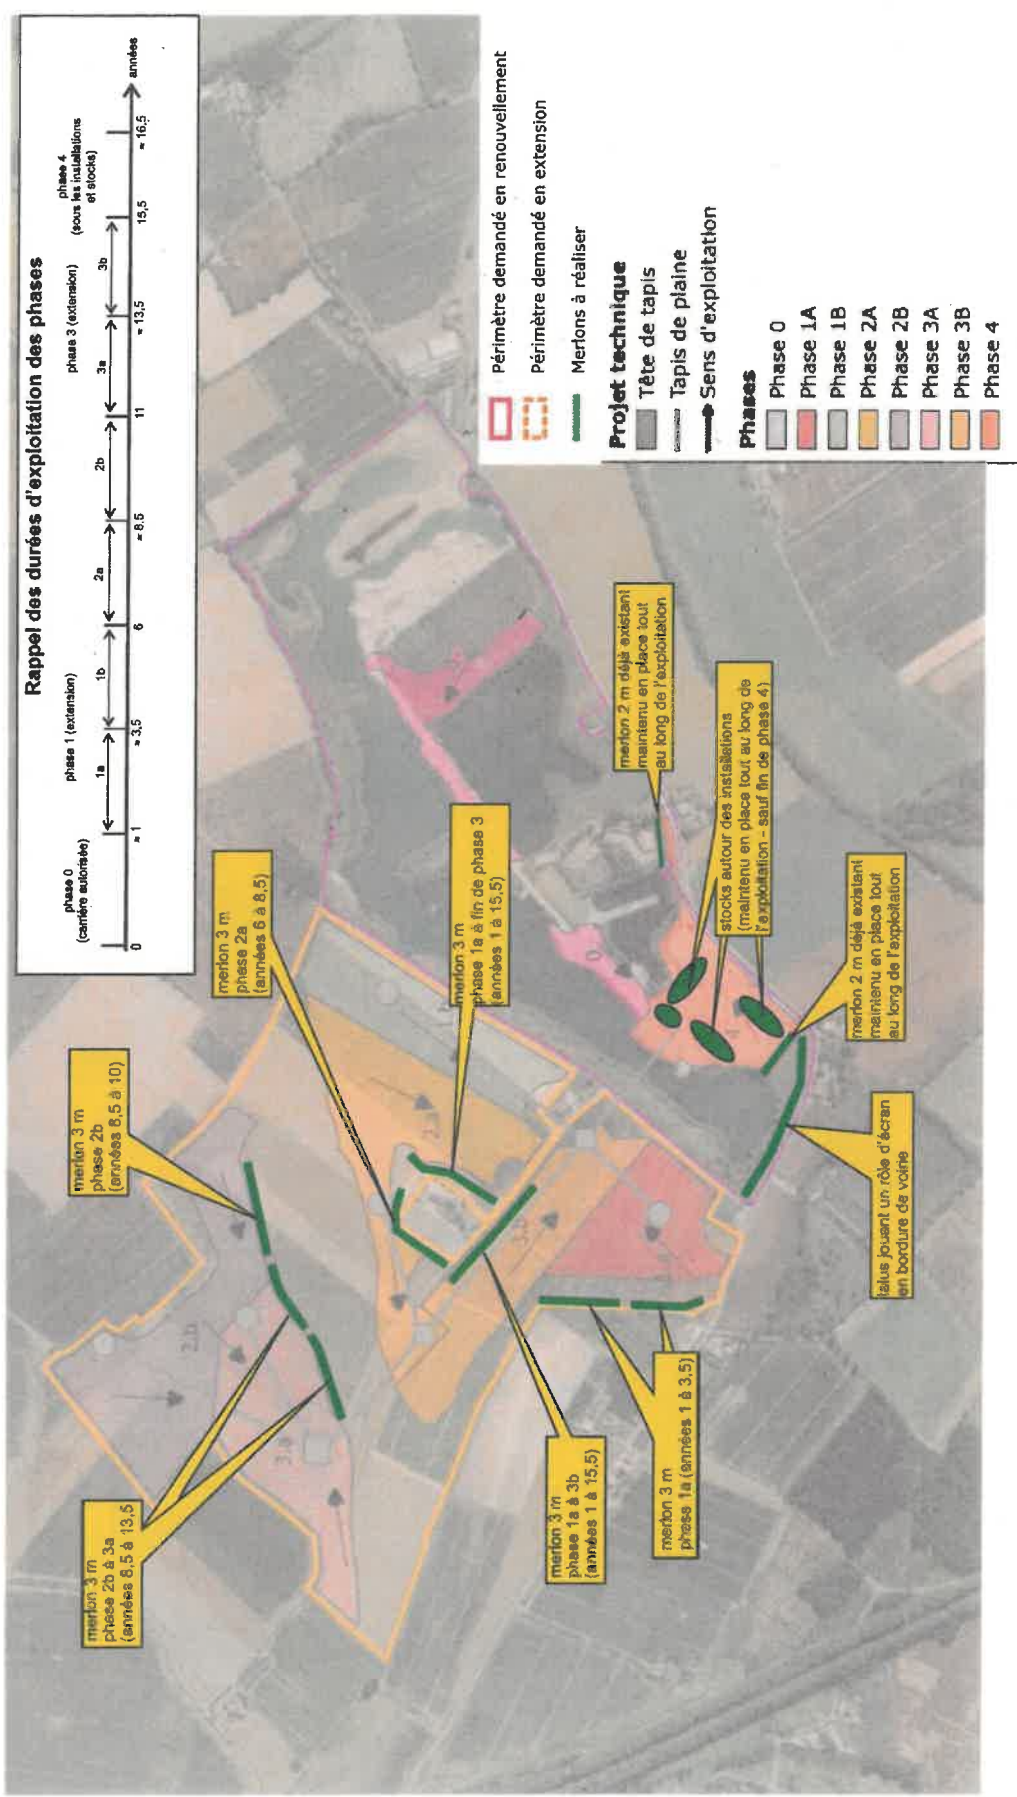 Rappel des durées d'exploitation des phases
phase 0
(carrière autorisée)
phase 1 (extension)
phase 3 (extension)
phase 4
(sous les installations
et stocks)
1a
1b
2a
2b
3a
3b
0
≈ 1
≈ 3,5
6
≈ 8,5
11
≈ 13,5
15,5
≈ 16,5
années
Périmètre demandé en renouvellement
Périmètre demandé en extension
Merlons à réaliser
Projet technique
Tête de tapis
Tapis de plaine
Sens d'exploitation
Phases
Phase 0
Phase 1A
Phase 1B
Phase 2A
Phase 2B
Phase 3A
Phase 3B
Phase 4
merlon 3 m
phase 2b à 3a
(années 8,5 à 13,5)
merlon 3 m
phase 2b
(années 8,5 à 10)
merlon 3 m
phase 2a
(années 6 à 8,5)
merlon 3 m
phase 1a à fin de phase 3
(années 1 à 15,5)
merlon 2 m déjà existant
maintenu en place tout
au long de l'exploitation
stocks autour des installations
(maintenu en place tout au long de
l'exploitation - sauf fin de phase 4)
merlon 2 m déjà existant
maintenu en place tout
au long de l'exploitation
talus jouant un rôle d'écran
en bordure de voirie
merlon 3 m
phase 1a à 3b
(années 1 à 15,5)
merlon 3 m
phase 1a (années 1 à 3,5)
2.b
3.a
2.a
3.b
0